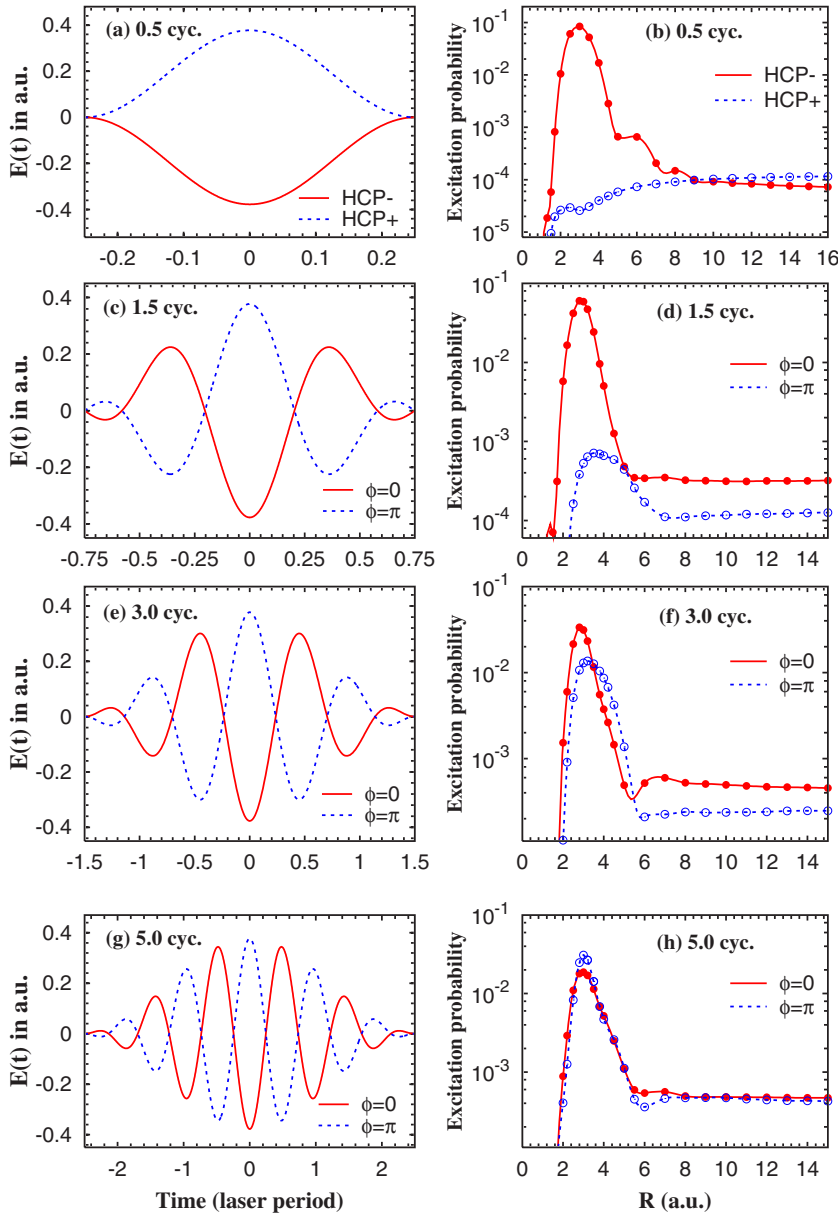 (a) 0.5 cyc.
E(t) in a.u.
0.4
0.2
0
-0.2
-0.4
HCP-
HCP+
-0.2 -0.1 0 0.1 0.2
(b) 0.5 cyc.
Excitation probability
10-1
10-2
10-3
10-4
10-5
HCP-
HCP+
0 2 4 6 8 10 12 14 16
(c) 1.5 cyc.
E(t) in a.u.
0.4
0.2
0
-0.2
-0.4
ϕ=0
ϕ=π
-0.75 -0.5 -0.25 0 0.25 0.5 0.75
(d) 1.5 cyc.
Excitation probability
10-1
10-2
10-3
10-4
ϕ=0
ϕ=π
0 2 4 6 8 10 12 14
(e) 3.0 cyc.
E(t) in a.u.
0.4
0.2
0
-0.2
-0.4
ϕ=0
ϕ=π
-1.5 -1 -0.5 0 0.5 1 1.5
(f) 3.0 cyc.
Excitation probability
10-1
10-2
10-3
ϕ=0
ϕ=π
0 2 4 6 8 10 12 14
(g) 5.0 cyc.
E(t) in a.u.
0.4
0.2
0
-0.2
-0.4
ϕ=0
ϕ=π
-2 -1 0 1 2
Time (laser period)
(h) 5.0 cyc.
Excitation probability
10-1
10-2
10-3
ϕ=0
ϕ=π
0 2 4 6 8 10 12 14
R (a.u.)